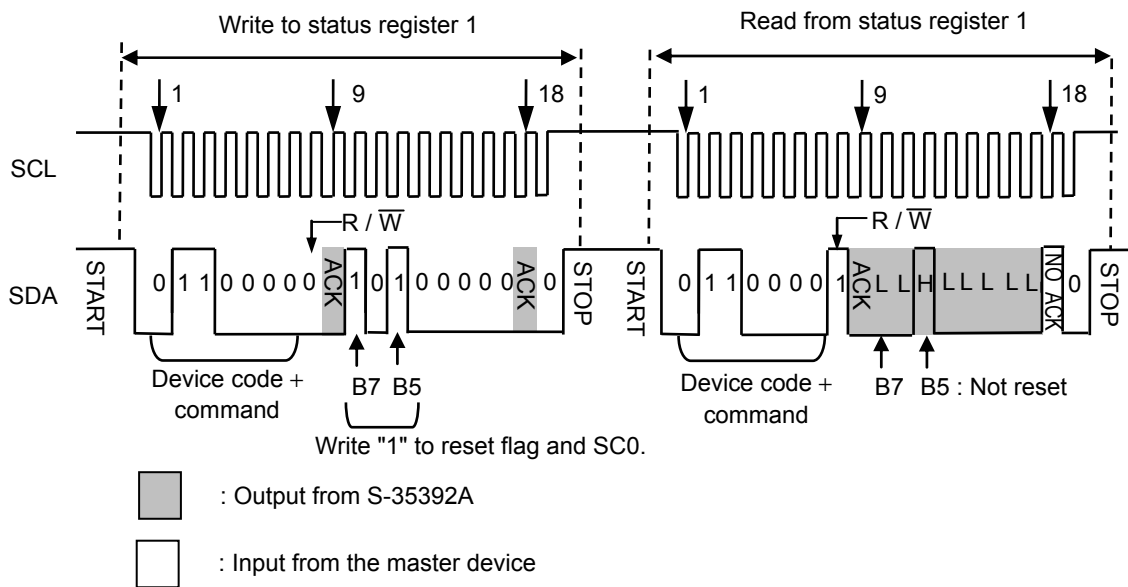 Write to status register 1
Read from status register 1
1 9 18 1 9 18
SCL
R / W̅ R / W̅
SDA START 0 1 1 0 0 0 0 0 ACK 1 0 1 0 0 0 0 0 ACK 0 STOP START 0 1 1 0 0 0 0 1 ACK L L H L L L L L NO ACK 0 STOP
Device code +
command
B7 B5
Device code +
command
B7 B5 : Not reset
Write "1" to reset flag and SC0.
: Output from S-35392A
: Input from the master device